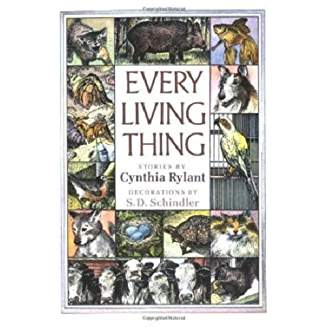 EVERY
LIVING
THING
STORIES BY
Cynthia Rylant
DECORATIONS BY
S.D. Schindler